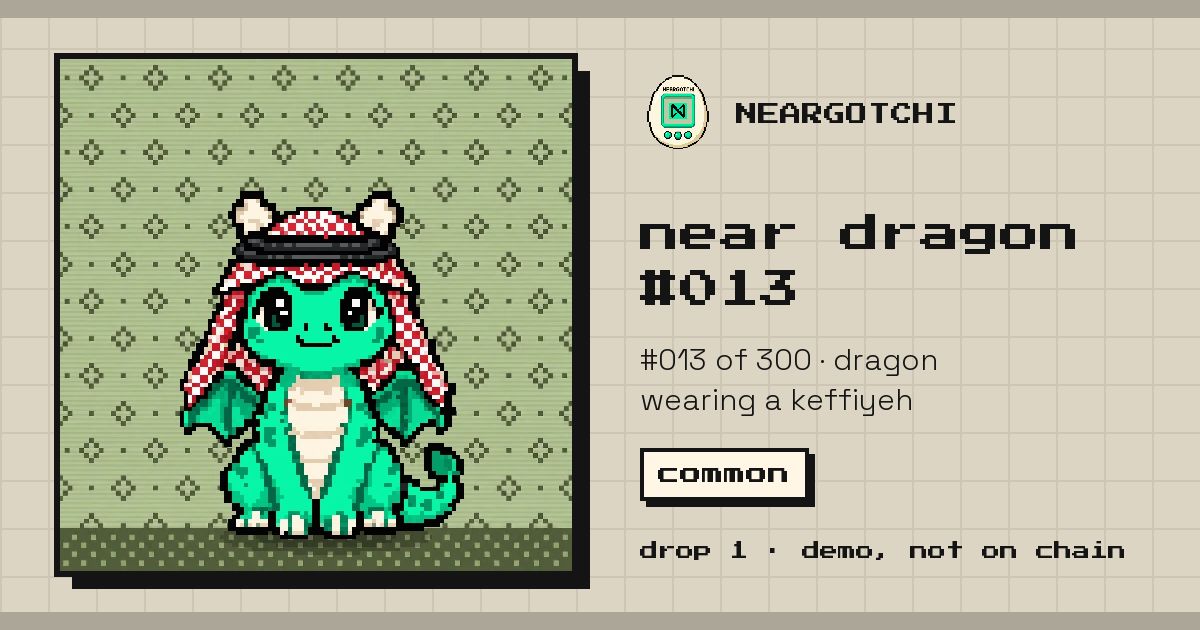 NEARGOTCHI
NEARGOTCHI
near dragon
#013
#013 of 300 · dragon
wearing a keffiyeh
common
drop 1 · demo, not on chain